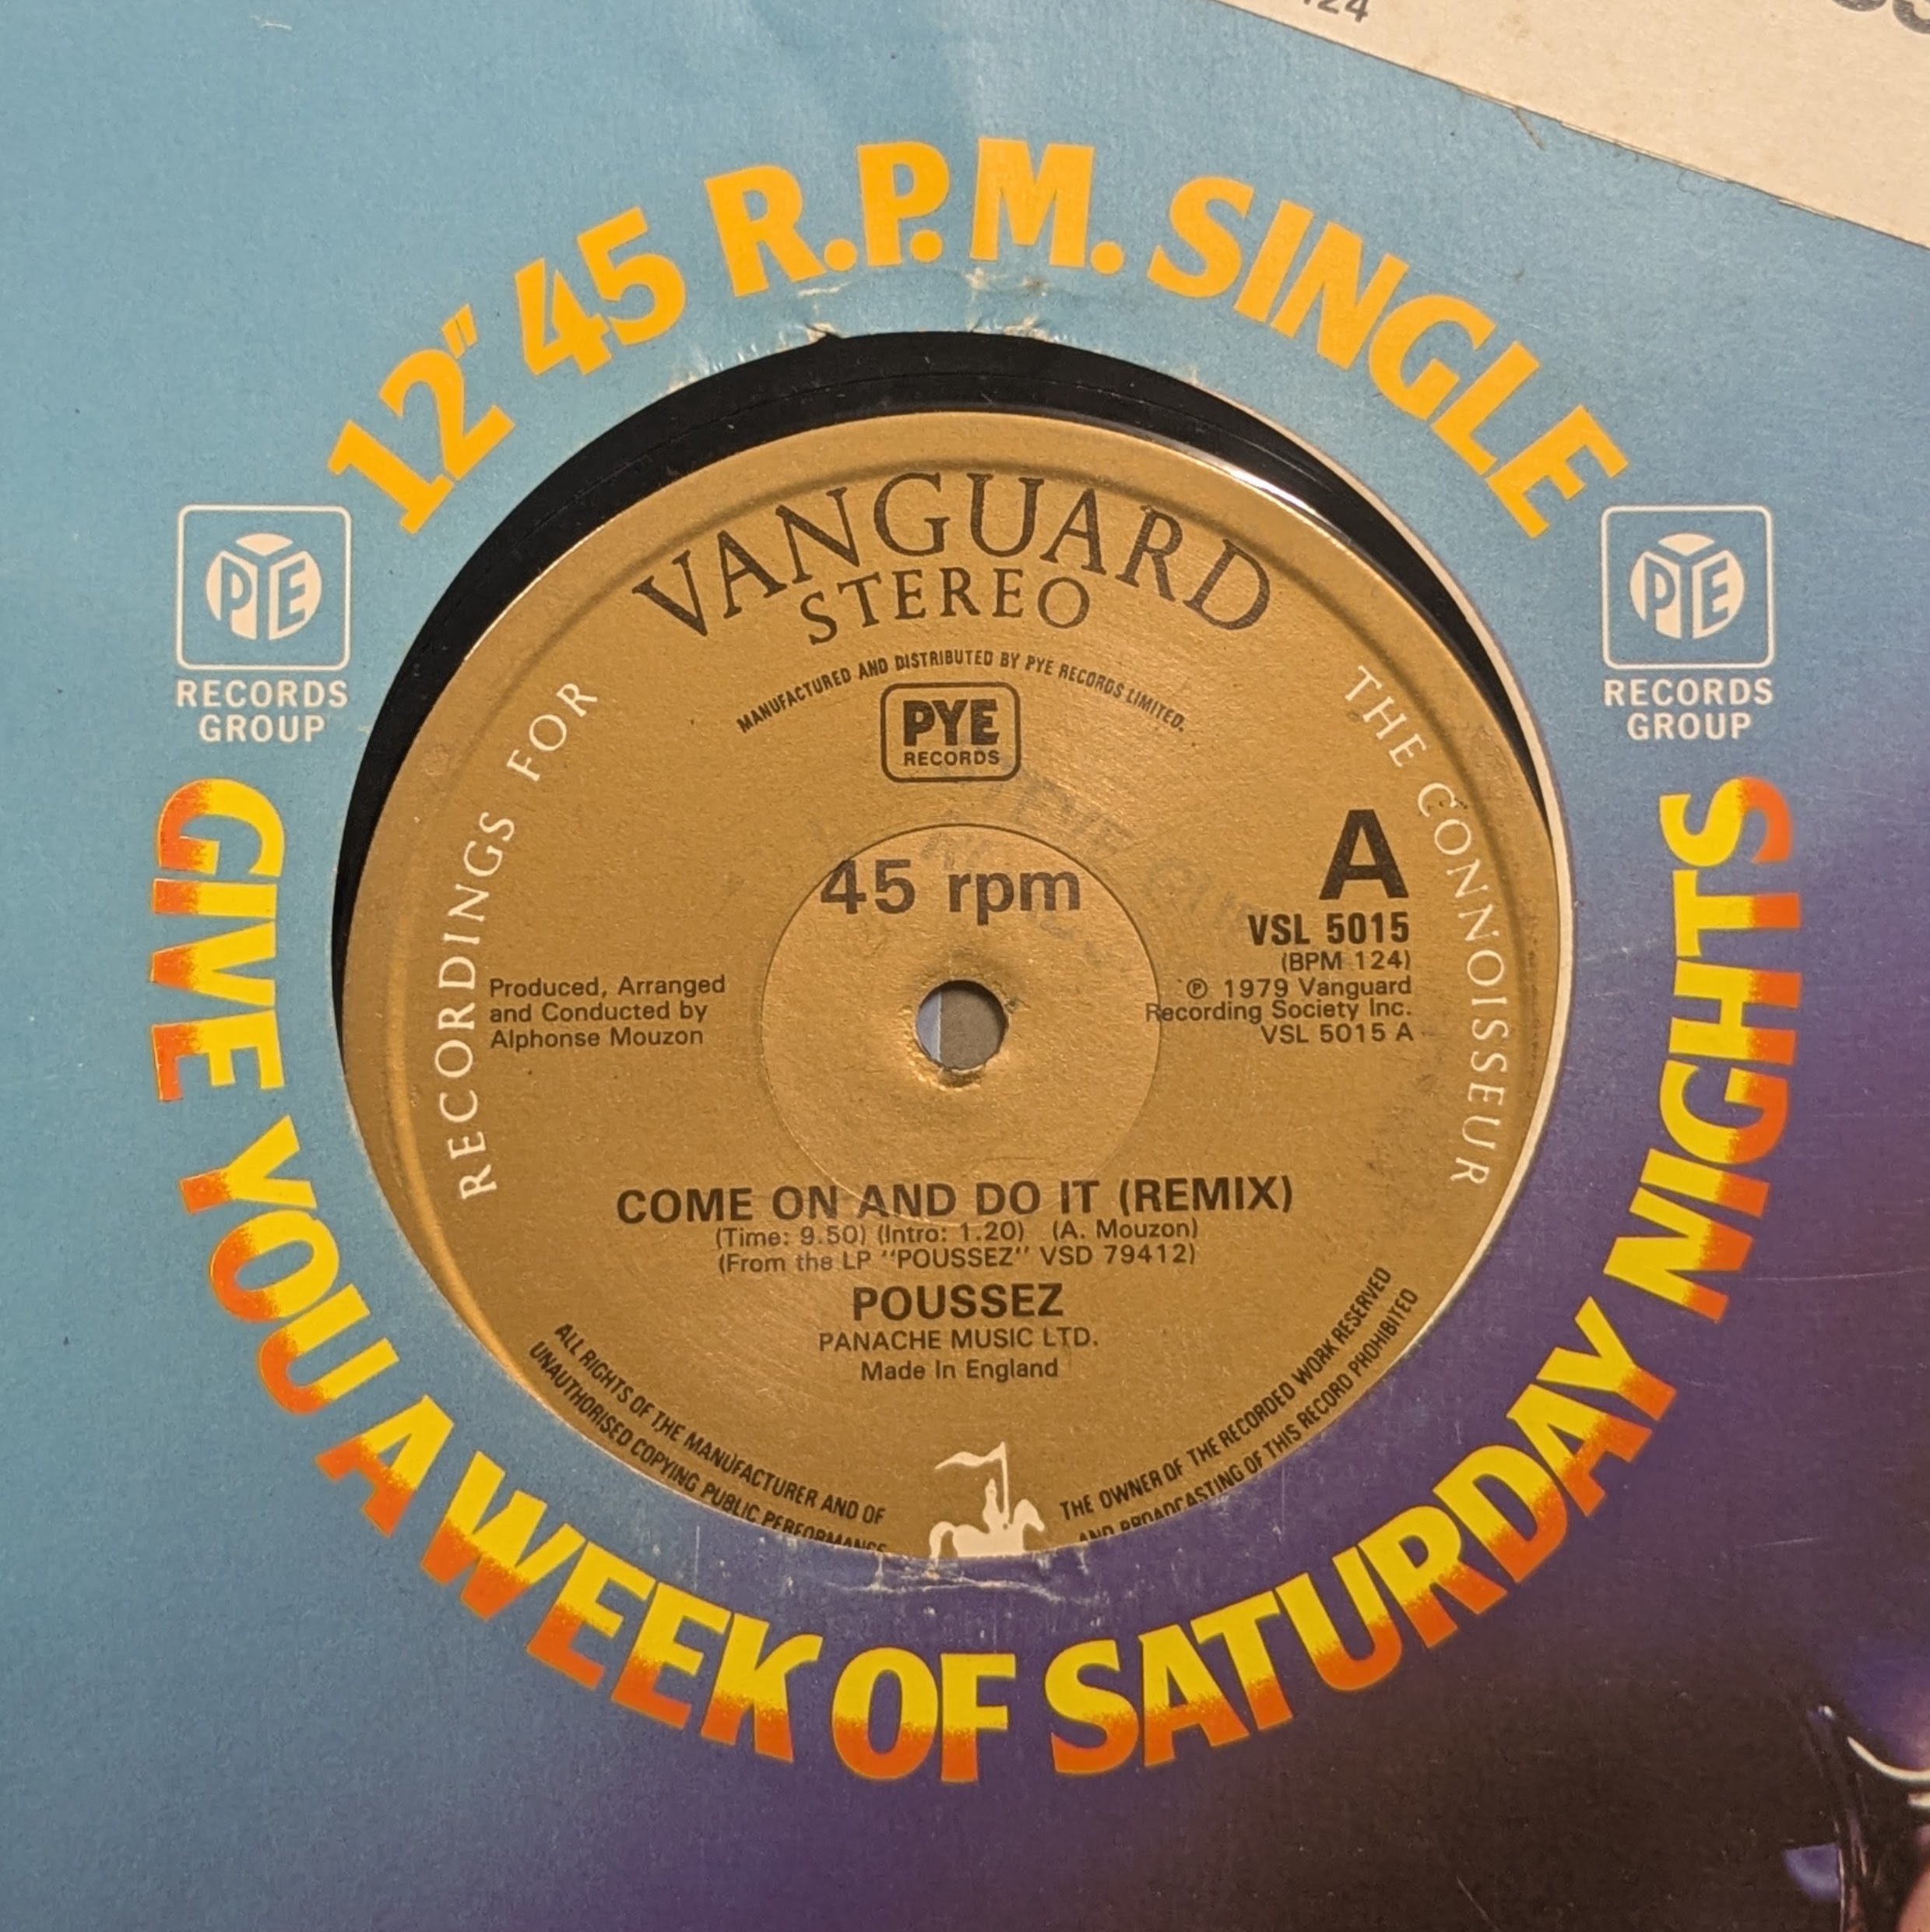 124
12" 45 R.P.M. SINGLE
PYE
RECORDS
GROUP
PYE
RECORDS
GROUP
GIVE YOU A WEEK OF SATURDAY NIGHTS
VANGUARD
STEREO
MANUFACTURED AND DISTRIBUTED BY PYE RECORDS LIMITED.
PYE
RECORDS
RECORDINGS FOR THE CONNOISSEUR
45 rpm
A
VSL 5015
(BPM 124)
℗ 1979 Vanguard
Recording Society Inc.
VSL 5015 A
Produced, Arranged
and Conducted by
Alphonse Mouzon
COME ON AND DO IT (REMIX)
(Time: 9.50) (Intro: 1.20) (A. Mouzon)
(From the LP "POUSSEZ" VSD 79412)
POUSSEZ
PANACHE MUSIC LTD.
Made In England
ALL RIGHTS OF THE MANUFACTURER AND OF THE OWNER OF THE RECORDED WORK RESERVED
UNAUTHORISED COPYING PUBLIC PERFORMANCE AND BROADCASTING OF THIS RECORD PROHIBITED